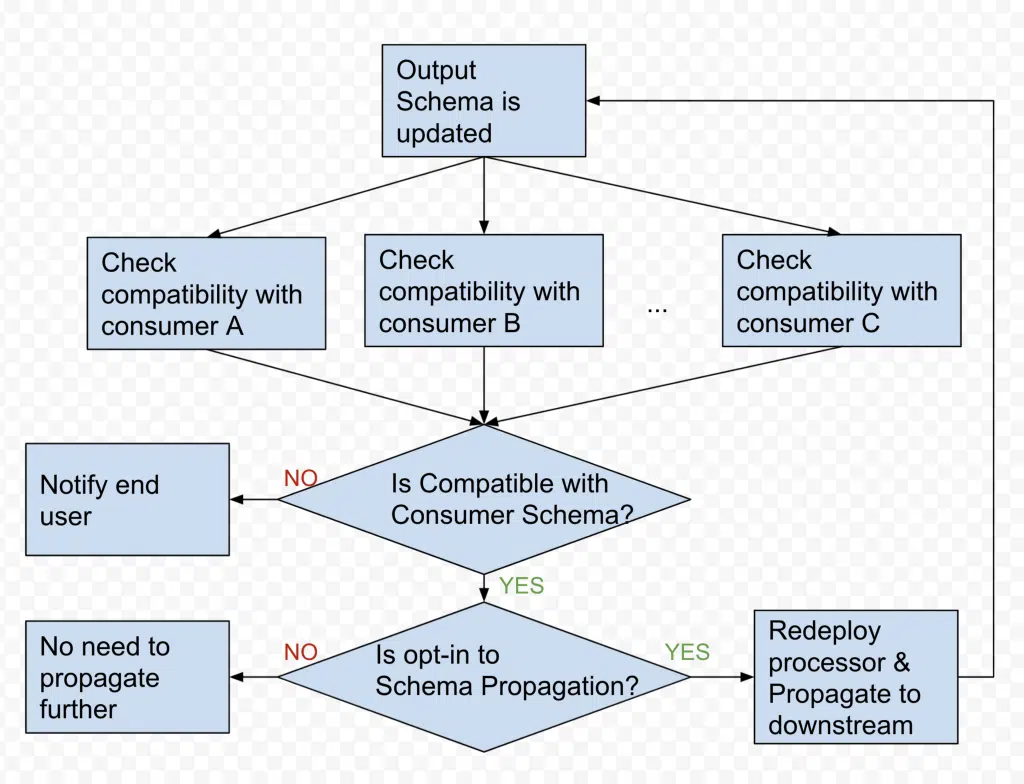 Output
Schema is
updated
Check
compatibility with
consumer A
Check
compatibility with
consumer B
...
Check
compatibility with
consumer C
Is Compatible with
Consumer Schema?
NO
Notify end
user
YES
Is opt-in to
Schema Propagation?
NO
No need to
propagate
further
YES
Redeploy
processor &
Propagate to
downstream